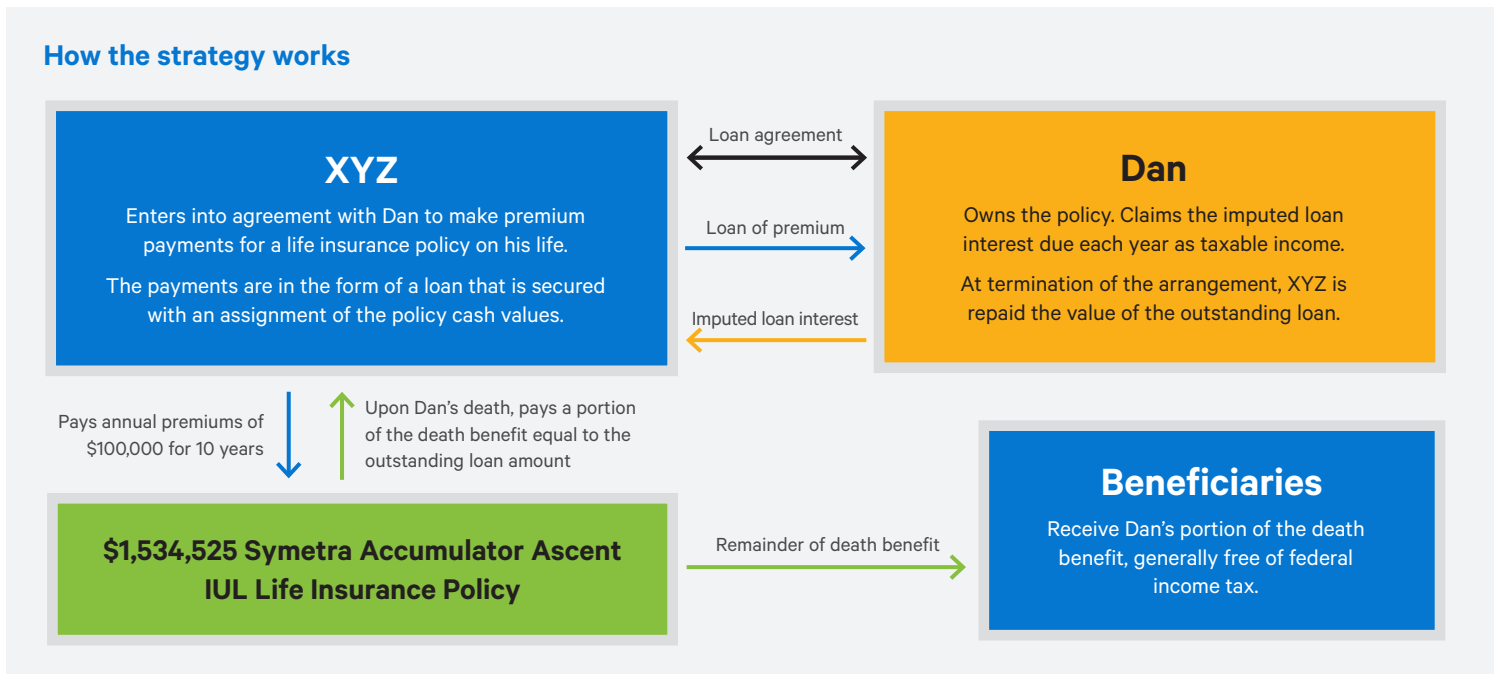 How the strategy works
XYZ
Enters into agreement with Dan to make premium
payments for a life insurance policy on his life.
The payments are in the form of a loan that is secured
with an assignment of the policy cash values.
Loan agreement
Loan of premium
Imputed loan interest
Dan
Owns the policy. Claims the imputed loan
interest due each year as taxable income.
At termination of the arrangement, XYZ is
repaid the value of the outstanding loan.
Pays annual premiums of
$100,000 for 10 years
Upon Dan’s death, pays a portion
of the death benefit equal to the
outstanding loan amount
$1,534,525 Symetra Accumulator Ascent
IUL Life Insurance Policy
Remainder of death benefit
Beneficiaries
Receive Dan’s portion of the death
benefit, generally free of federal
income tax.